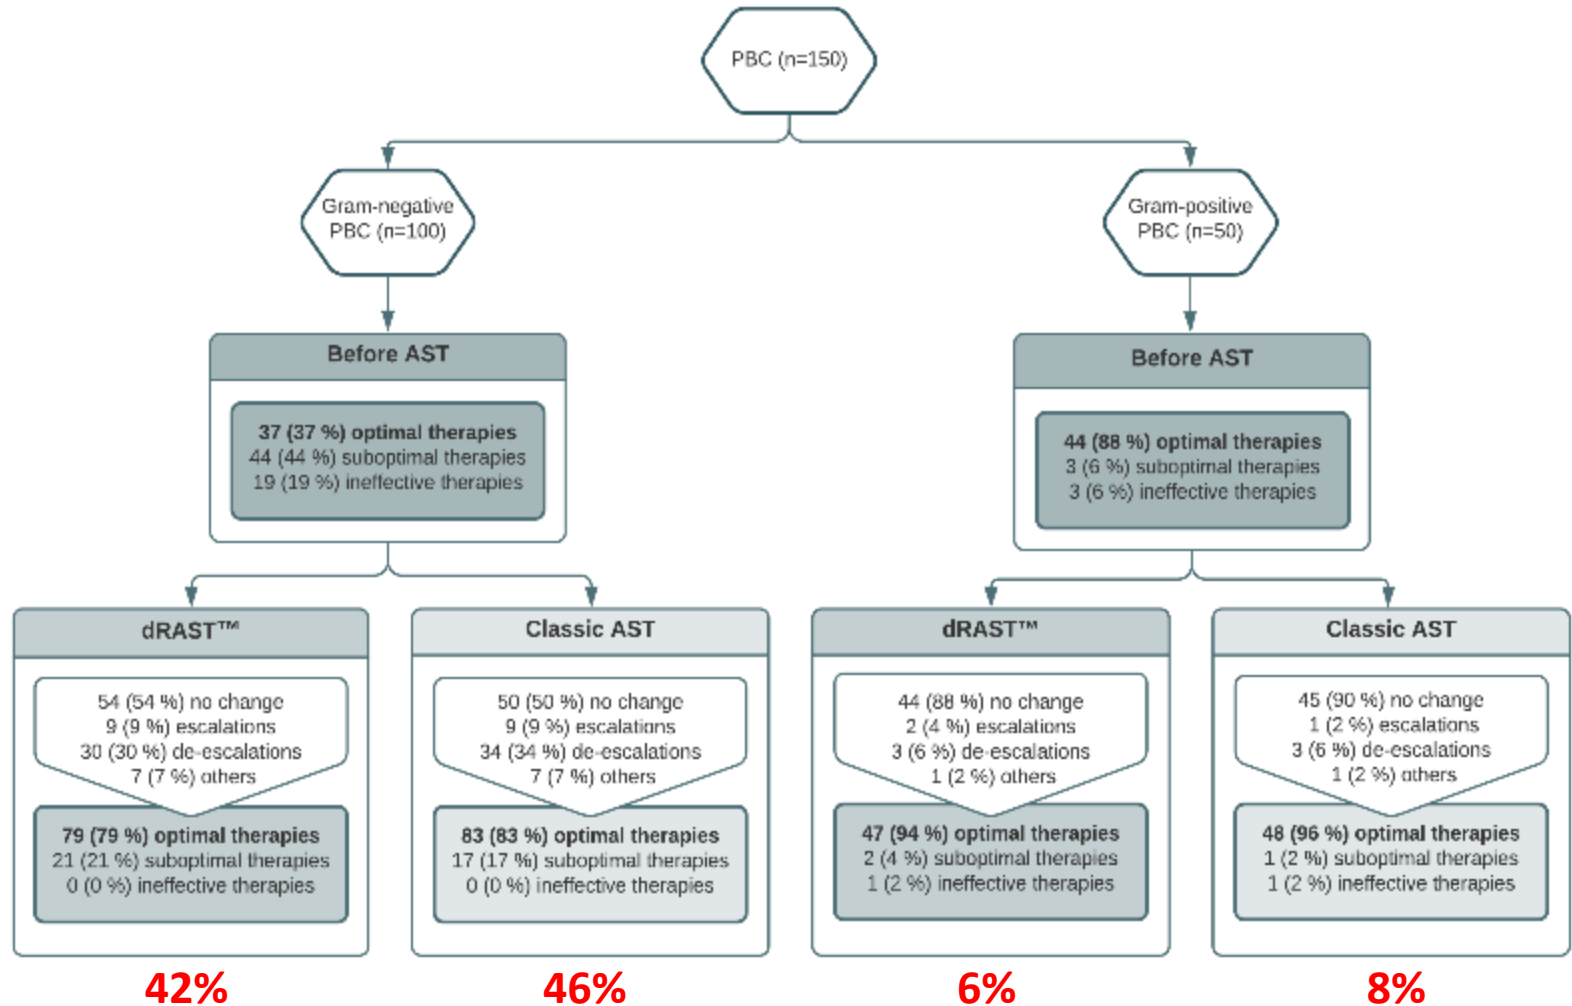 PBC (n=150)
Gram-negative
PBC (n=100)
Gram-positive
PBC (n=50)
Before AST
37 (37 %) optimal therapies
44 (44 %) suboptimal therapies
19 (19 %) ineffective therapies
Before AST
44 (88 %) optimal therapies
3 (6 %) suboptimal therapies
3 (6 %) ineffective therapies
dRAST™
54 (54 %) no change
9 (9 %) escalations
30 (30 %) de-escalations
7 (7 %) others
79 (79 %) optimal therapies
21 (21 %) suboptimal therapies
0 (0 %) ineffective therapies
42%
Classic AST
50 (50 %) no change
9 (9 %) escalations
34 (34 %) de-escalations
7 (7 %) others
83 (83 %) optimal therapies
17 (17 %) suboptimal therapies
0 (0 %) ineffective therapies
46%
dRAST™
44 (88 %) no change
2 (4 %) escalations
3 (6 %) de-escalations
1 (2 %) others
47 (94 %) optimal therapies
2 (4 %) suboptimal therapies
1 (2 %) ineffective therapies
6%
Classic AST
45 (90 %) no change
1 (2 %) escalations
3 (6 %) de-escalations
1 (2 %) others
48 (96 %) optimal therapies
1 (2 %) suboptimal therapies
1 (2 %) ineffective therapies
8%